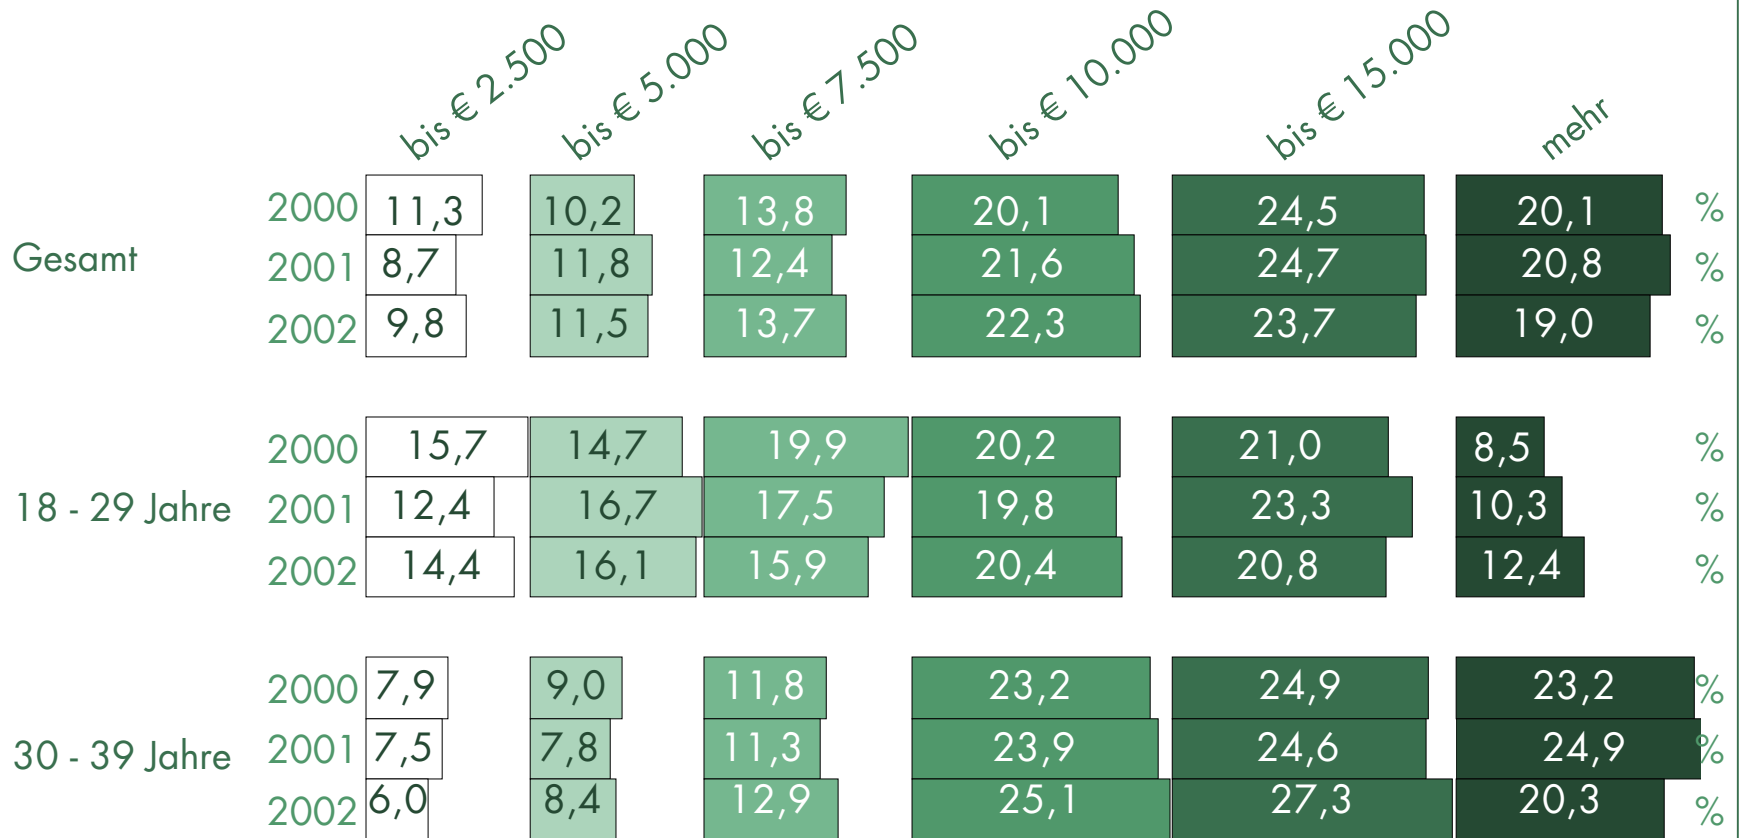 bis € 2.500 bis € 5.000 bis € 7.500 bis € 10.000 bis € 15.000 mehr
2000 11,3 10,2 13,8 20,1 24,5 20,1 %
Gesamt 2001 8,7 11,8 12,4 21,6 24,7 20,8 %
2002 9,8 11,5 13,7 22,3 23,7 19,0 %
2000 15,7 14,7 19,9 20,2 21,0 8,5 %
18 - 29 Jahre 2001 12,4 16,7 17,5 19,8 23,3 10,3 %
2002 14,4 16,1 15,9 20,4 20,8 12,4 %
2000 7,9 9,0 11,8 23,2 24,9 23,2 %
30 - 39 Jahre 2001 7,5 7,8 11,3 23,9 24,6 24,9 %
2002 6,0 8,4 12,9 25,1 27,3 20,3 %